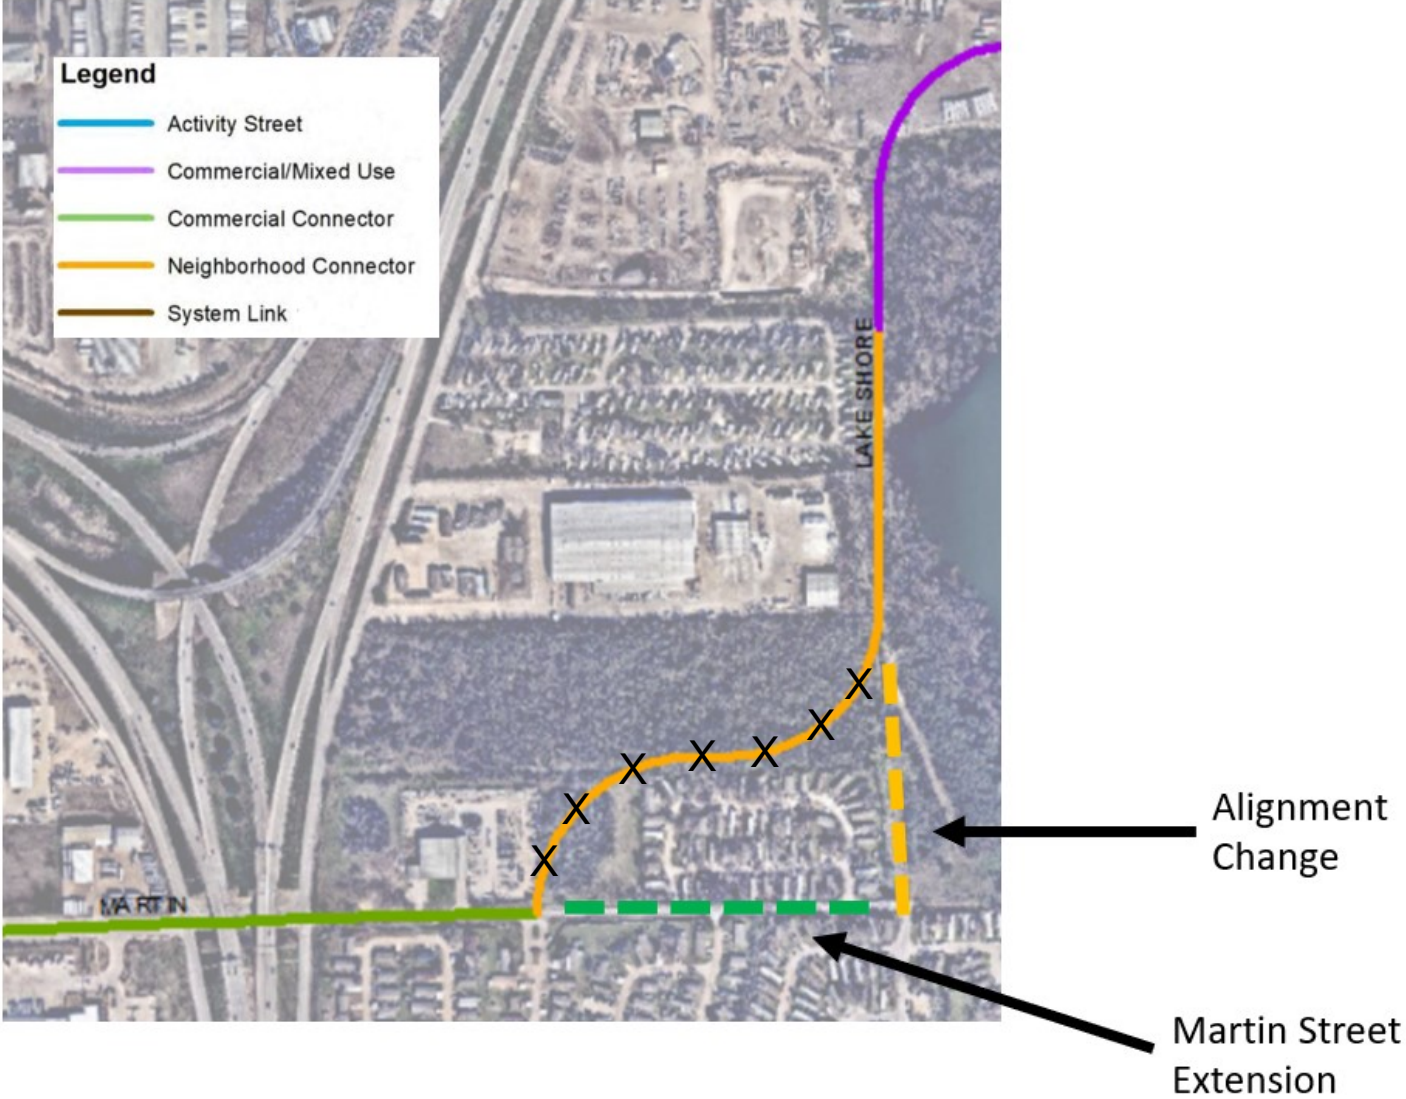 Legend
Activity Street
Commercial/Mixed Use
Commercial Connector
Neighborhood Connector
System Link
LAKE SHORE
X
X
X
X
X
X
X
Alignment
Change
MARTIN
Martin Street
Extension